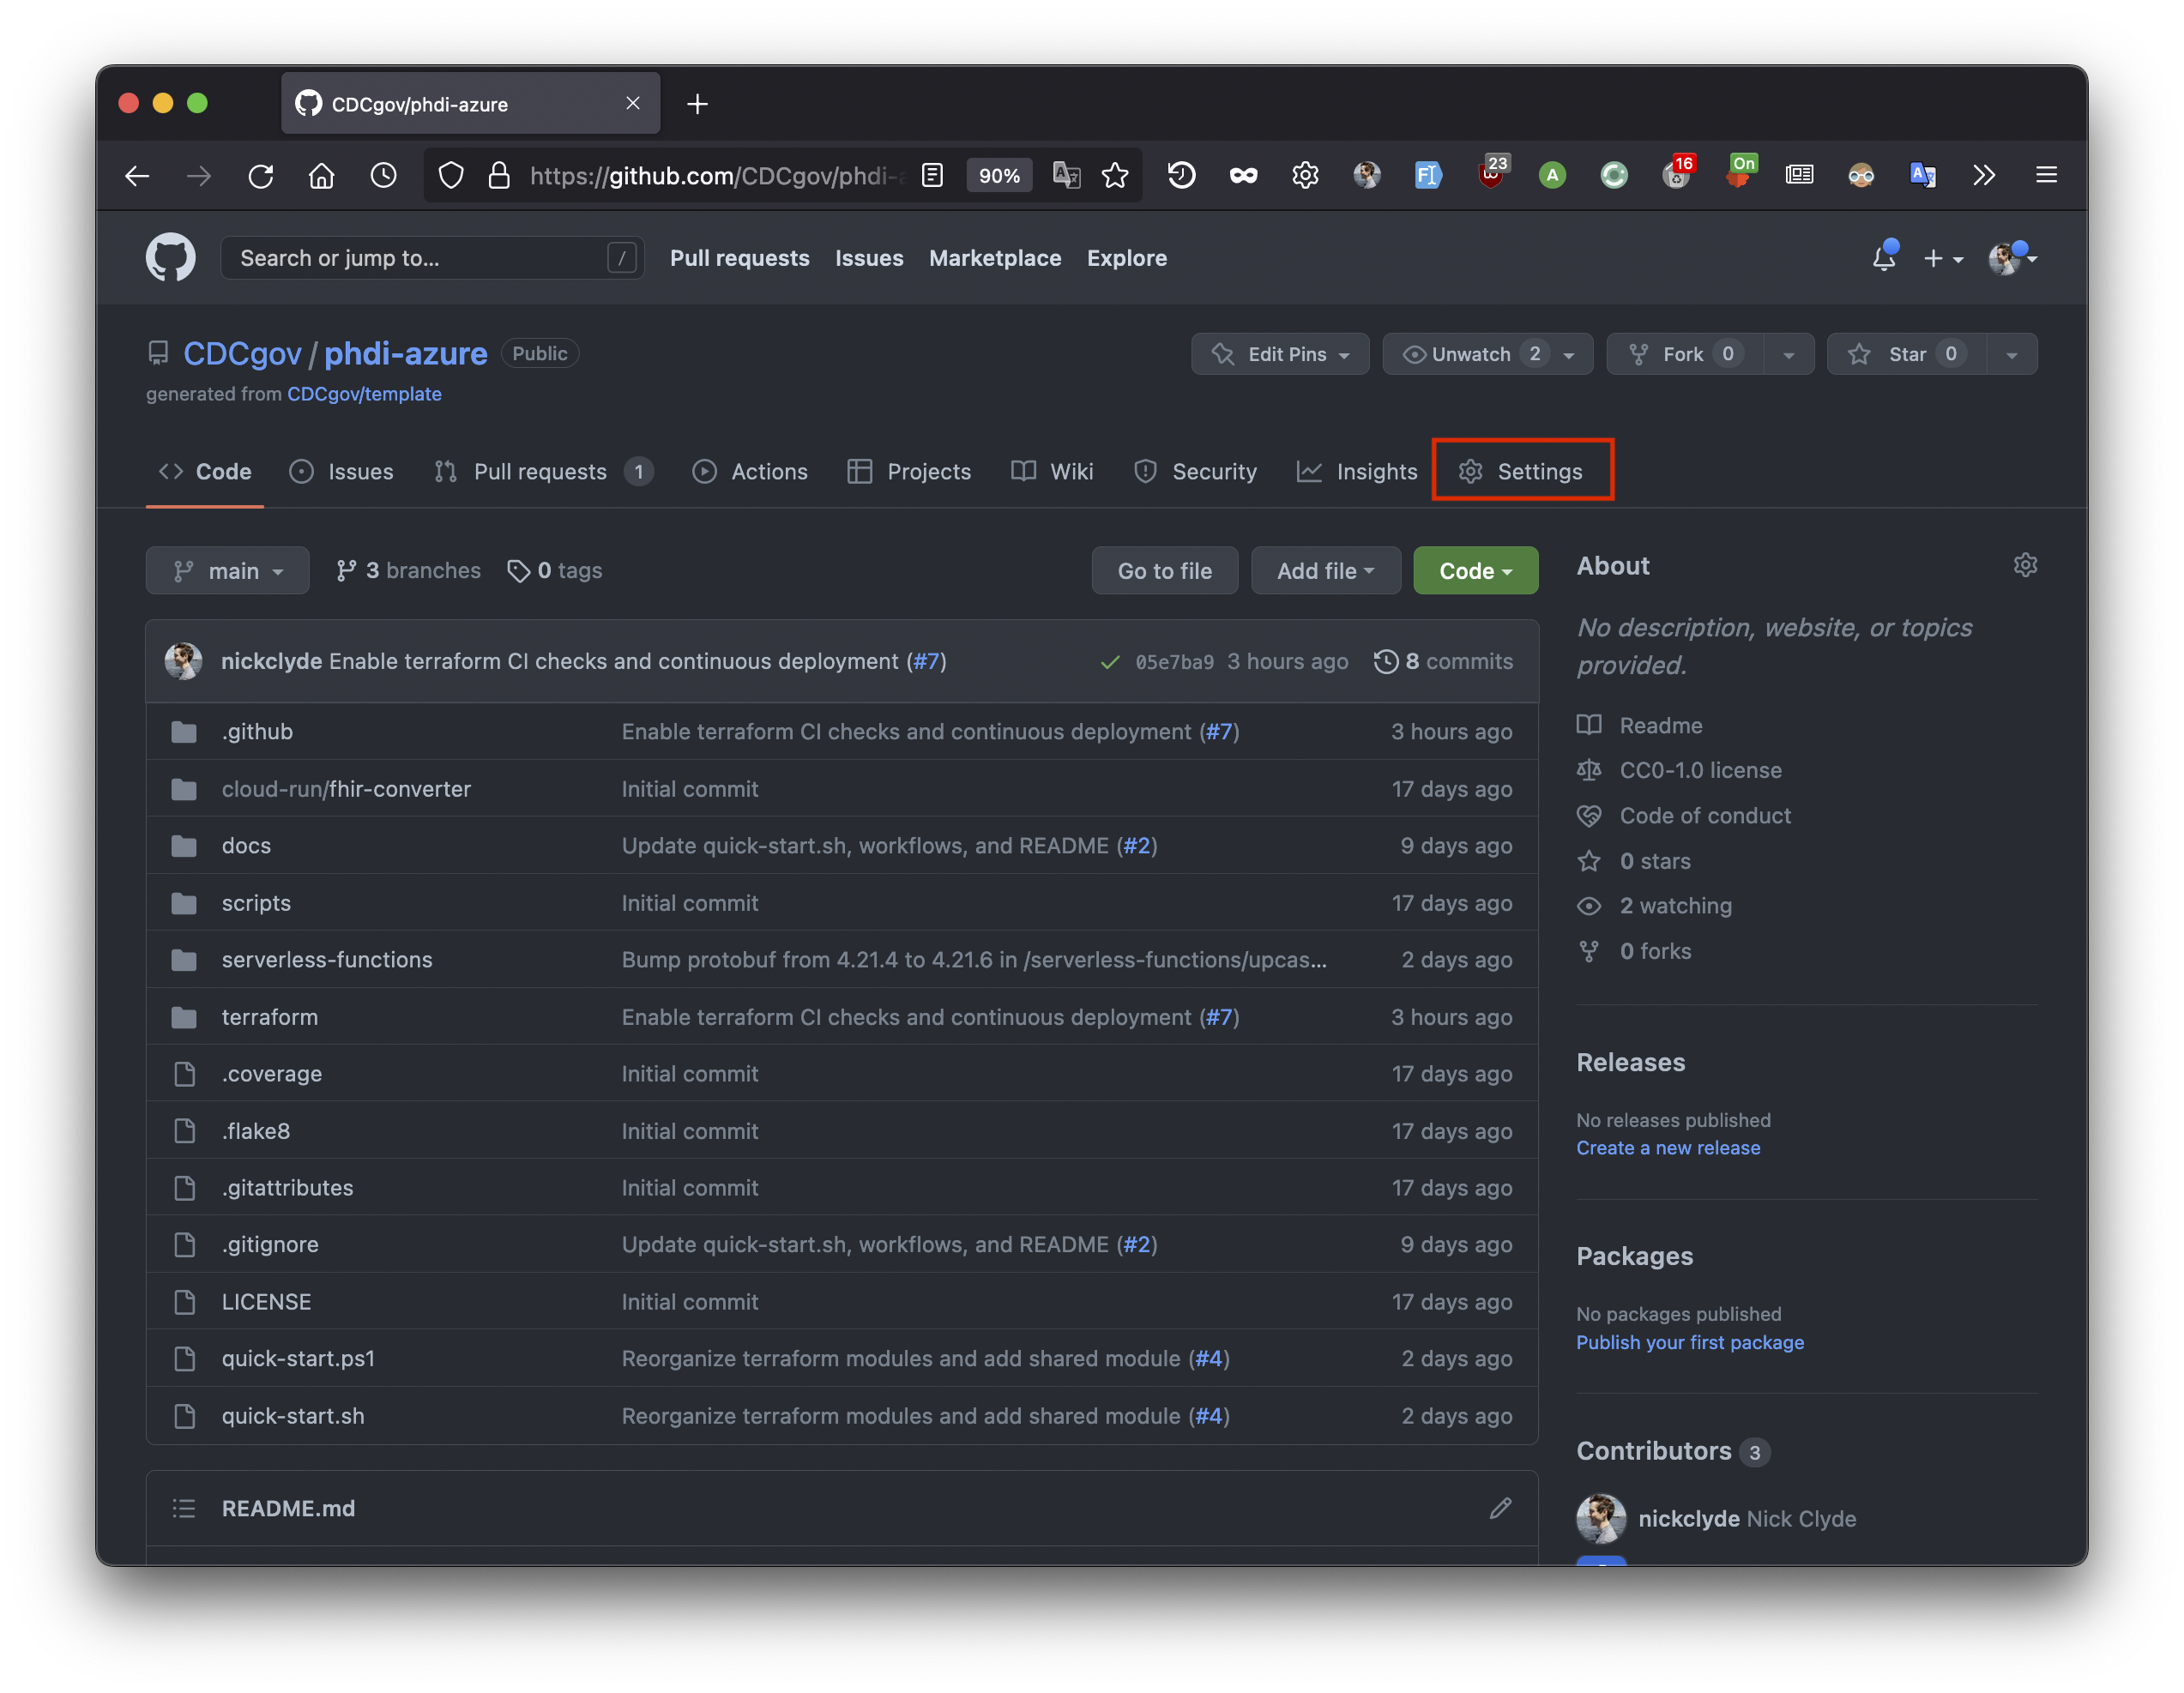 CDCgov/phdi-azure
https://github.com/CDCgov/phdi-a
90%
23
16
On
Search or jump to... /
Pull requests Issues Marketplace Explore
CDCgov / phdi-azure Public
Edit Pins Unwatch 2 Fork 0 Star 0
generated from CDCgov/template
Code Issues Pull requests 1 Actions Projects Wiki Security Insights Settings
main 3 branches 0 tags Go to file Add file Code
nickclyde Enable terraform CI checks and continuous deployment (#7) 05e7ba9 3 hours ago 8 commits
.github Enable terraform CI checks and continuous deployment (#7) 3 hours ago
cloud-run/fhir-converter Initial commit 17 days ago
docs Update quick-start.sh, workflows, and README (#2) 9 days ago
scripts Initial commit 17 days ago
serverless-functions Bump protobuf from 4.21.4 to 4.21.6 in /serverless-functions/upcas... 2 days ago
terraform Enable terraform CI checks and continuous deployment (#7) 3 hours ago
.coverage Initial commit 17 days ago
.flake8 Initial commit 17 days ago
.gitattributes Initial commit 17 days ago
.gitignore Update quick-start.sh, workflows, and README (#2) 9 days ago
LICENSE Initial commit 17 days ago
quick-start.ps1 Reorganize terraform modules and add shared module (#4) 2 days ago
quick-start.sh Reorganize terraform modules and add shared module (#4) 2 days ago
README.md
About
No description, website, or topics
provided.
Readme
CC0-1.0 license
Code of conduct
0 stars
2 watching
0 forks
Releases
No releases published
Create a new release
Packages
No packages published
Publish your first package
Contributors 3
nickclyde Nick Clyde